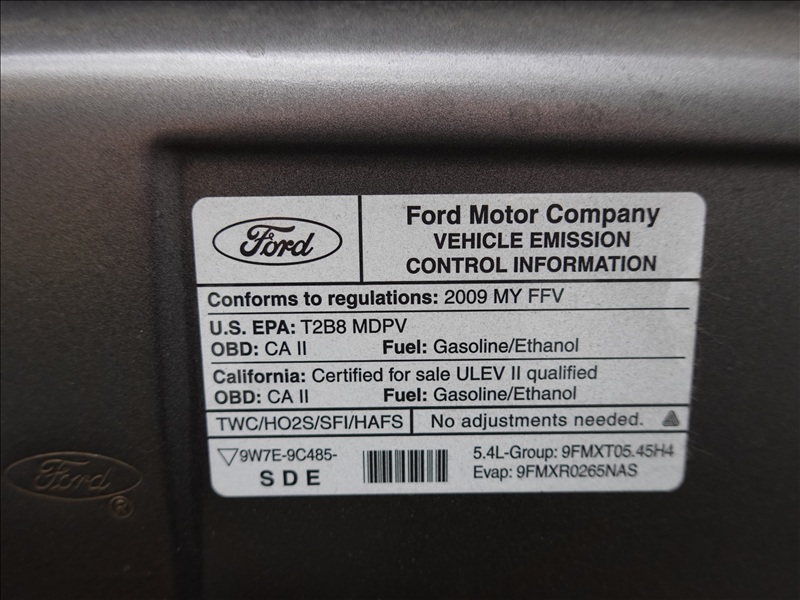 Ford
Ford Motor Company
VEHICLE EMISSION
CONTROL INFORMATION
Conforms to regulations: 2009 MY FFV
U.S. EPA: T2B8 MDPV
OBD: CA II Fuel: Gasoline/Ethanol
California: Certified for sale ULEV II qualified
OBD: CA II Fuel: Gasoline/Ethanol
TWC/HO2S/SFI/HAFS No adjustments needed.
9W7E-9C485-
SDE
5.4L-Group: 9FMXT05.45H4
Evap: 9FMXR0265NAS
Ford
®